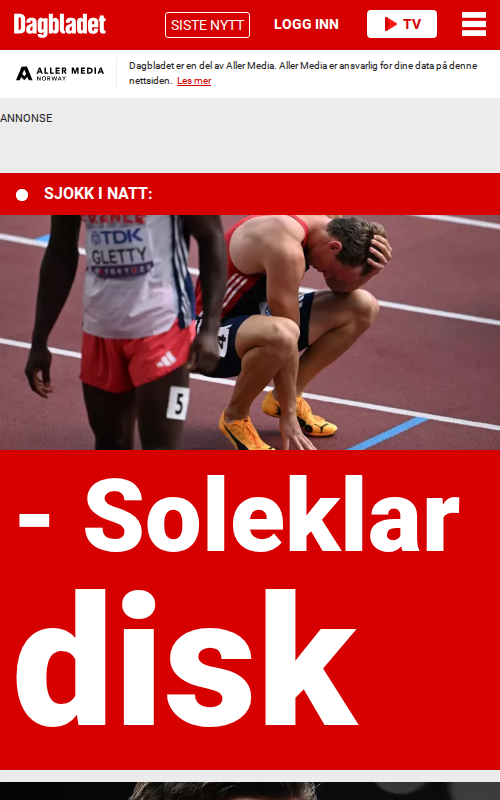 Dagbladet
SISTE NYTT
LOGG INN
TV
ALLER MEDIA
NORWAY
Dagbladet er en del av Aller Media. Aller Media er ansvarlig for dine data på denne
nettsiden. Les mer
ANNONSE
SJOKK I NATT:
TDK
GLETTY
TOKYO25
4
5
- Soleklar
disk